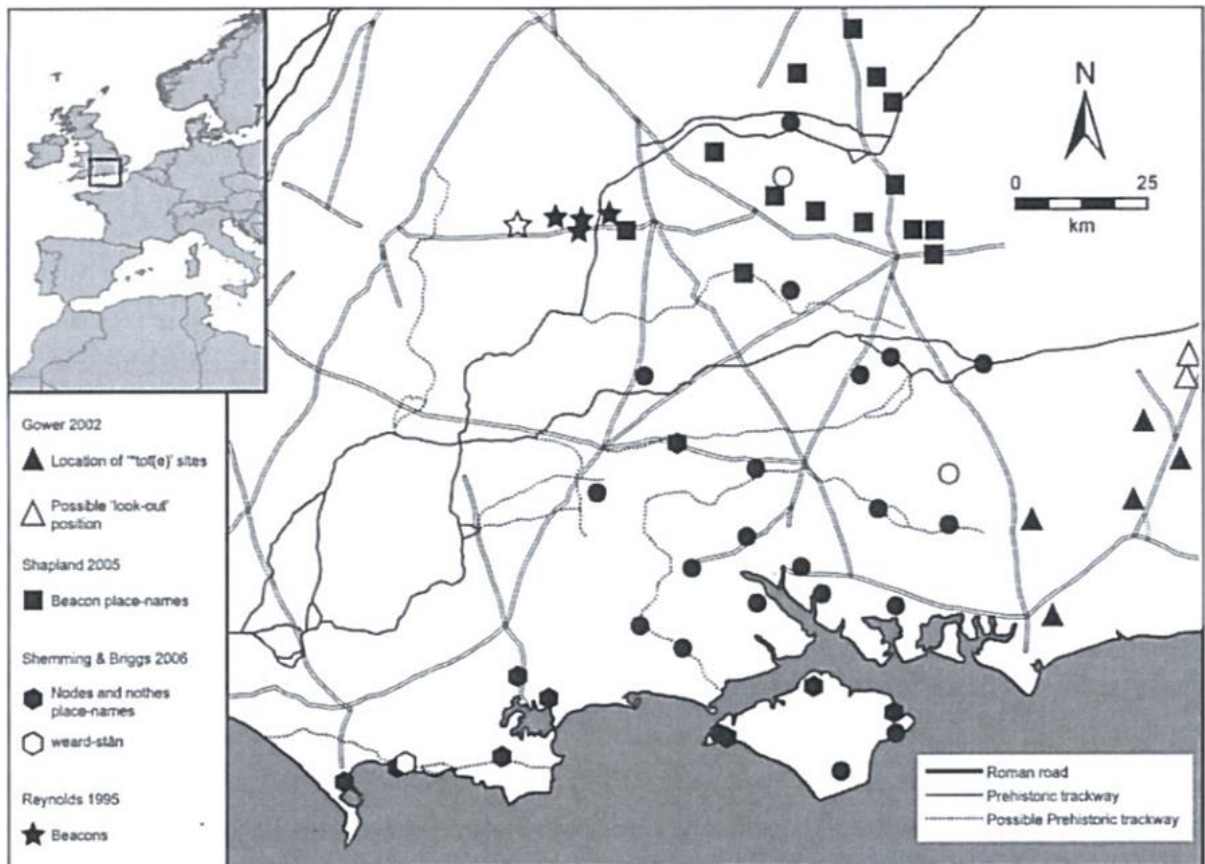 N
0 25
km
Gower 2002
Location of '*tot(e)' sites
Possible 'look-out'
position
Shapland 2005
Beacon place-names
Shemming & Briggs 2006
Nodes and nothes
place-names
weard-stān
Reynolds 1995
Beacons
Roman road
Prehistoric trackway
Possible Prehistoric trackway